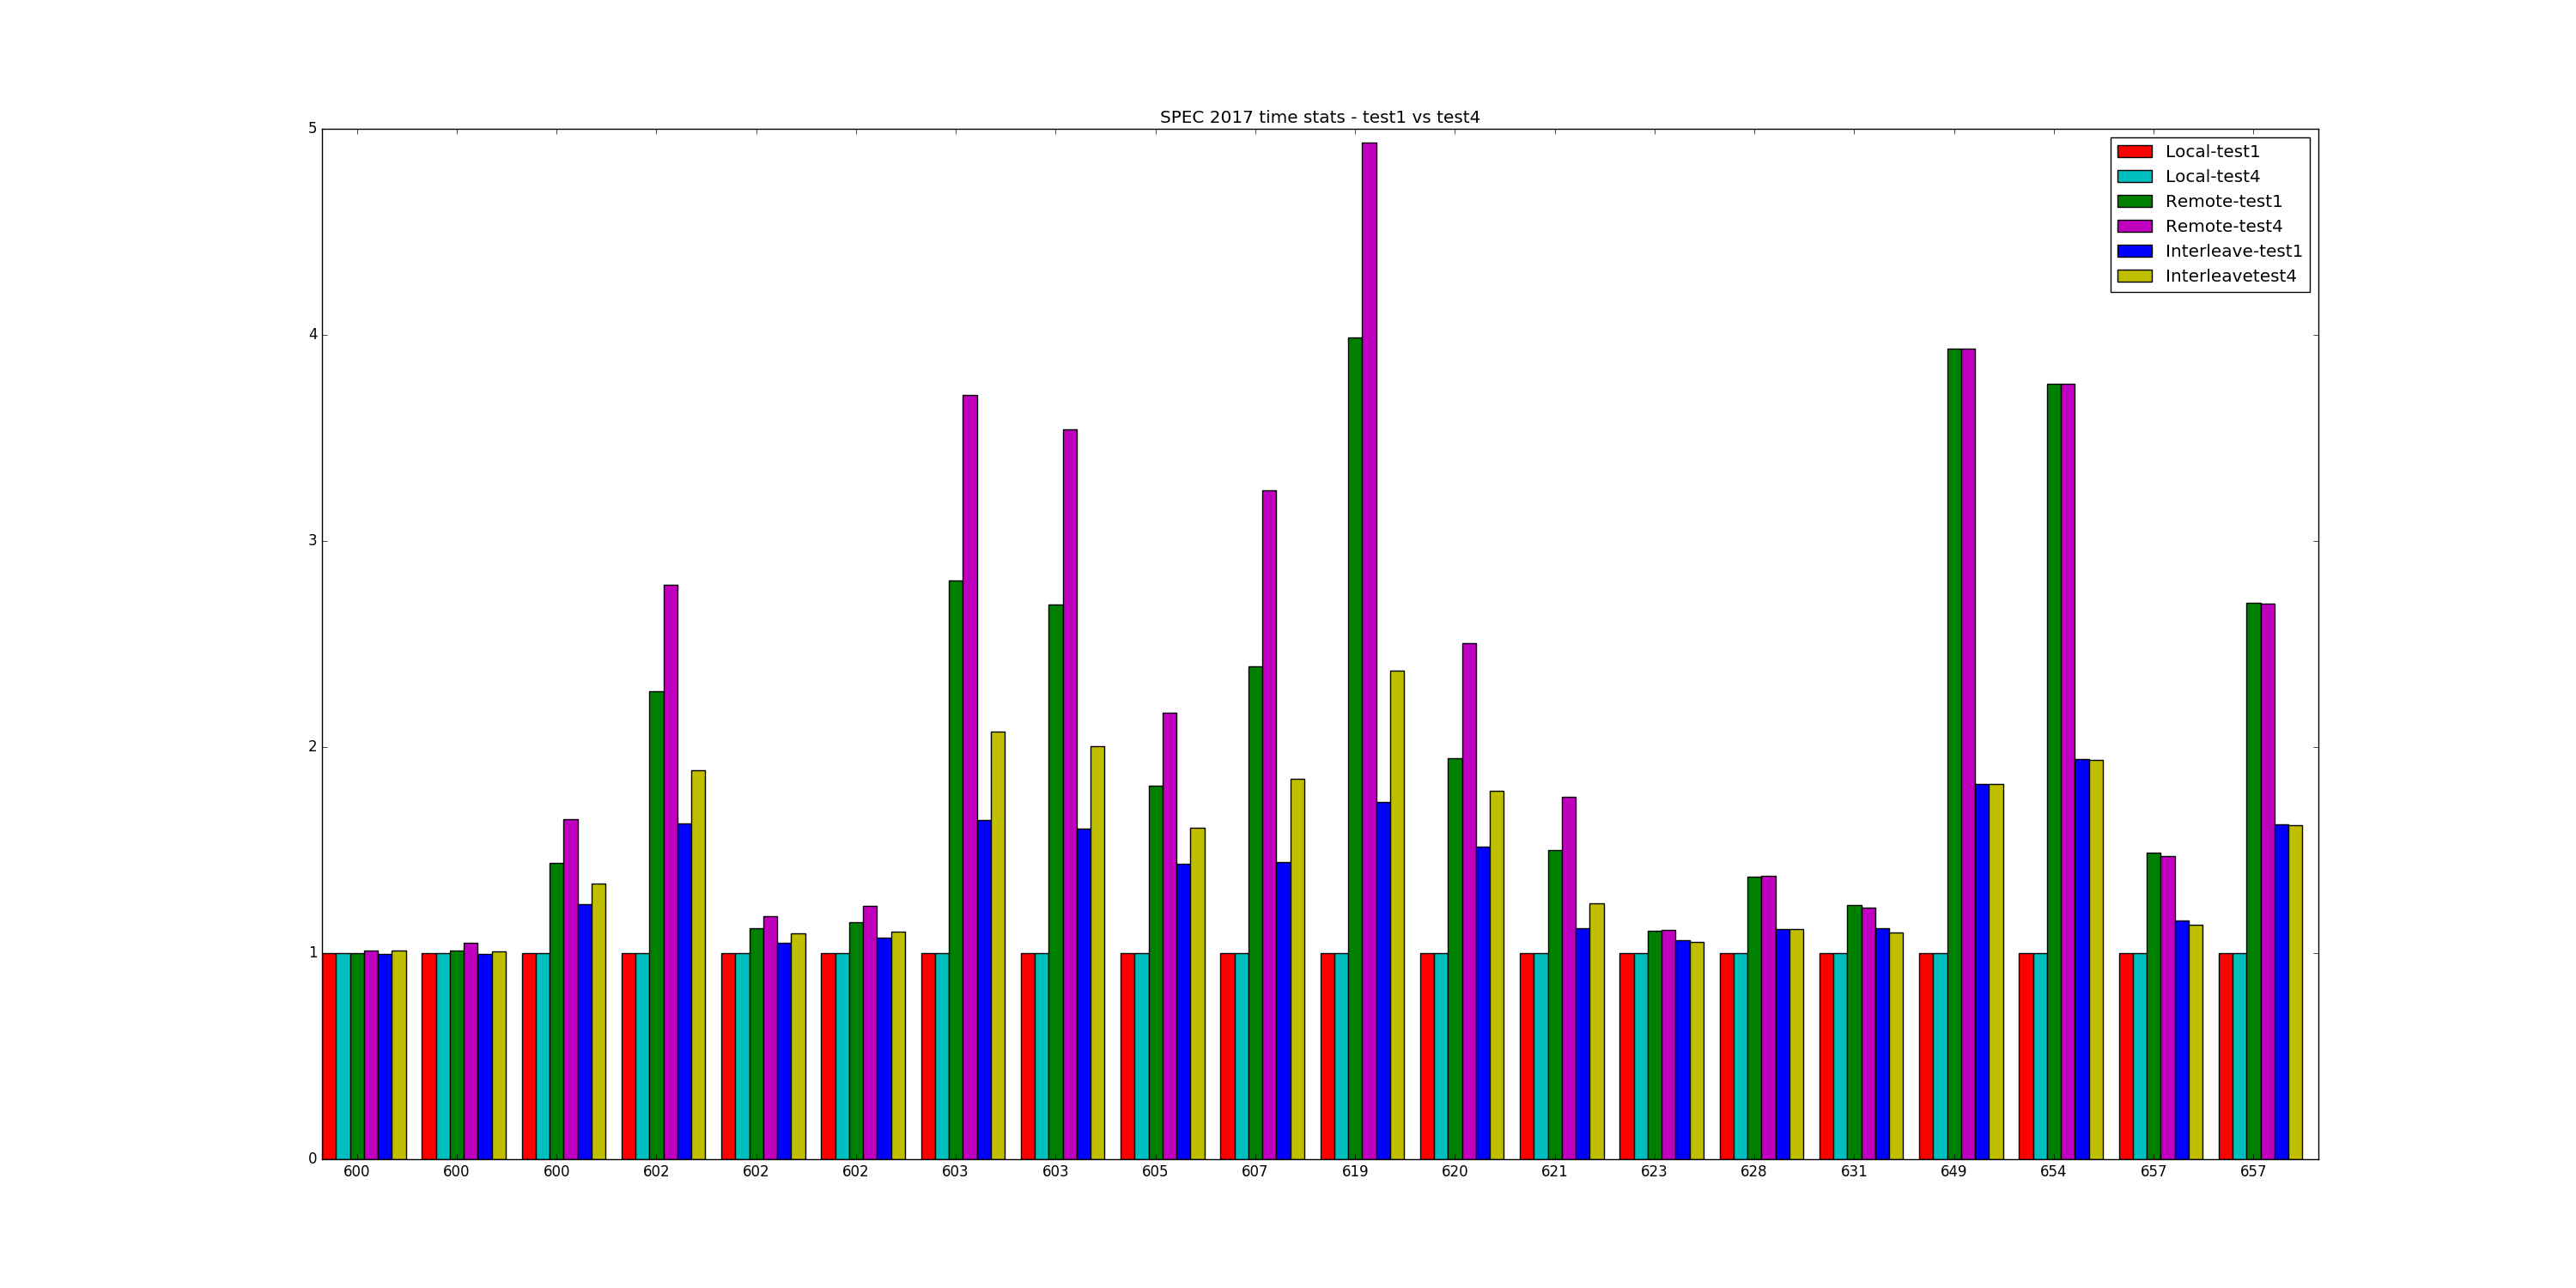 SPEC 2017 time stats - test1 vs test4
5
4
3
2
1
0
Local-test1
Local-test4
Remote-test1
Remote-test4
Interleave-test1
Interleavetest4
600 600 600 602 602 602 603 603 605 607 619 620 621 623 628 631 649 654 657 657